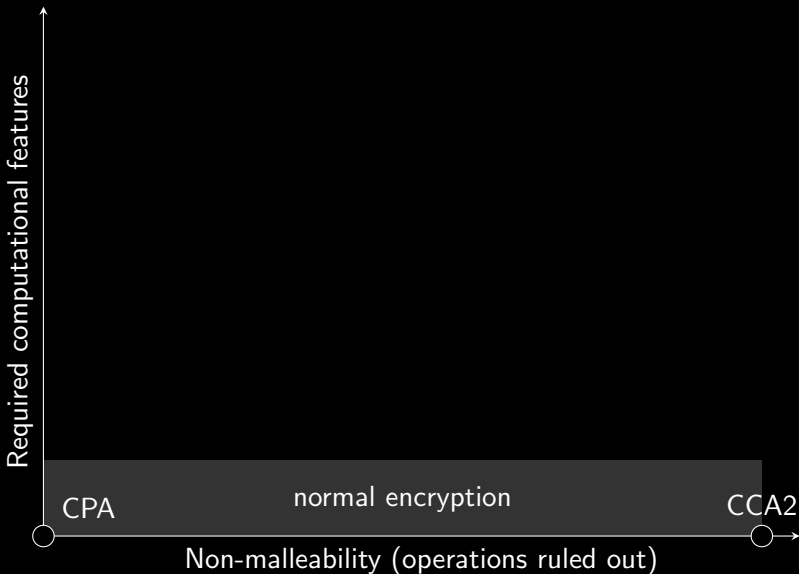 Required computational features
normal encryption
CPA
CCA2
Non-malleability (operations ruled out)